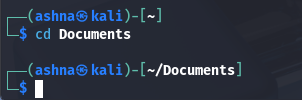 ┌──(ashna㉿kali)-[~]
└─$ cd Documents
┌──(ashna㉿kali)-[~/Documents]
└─$